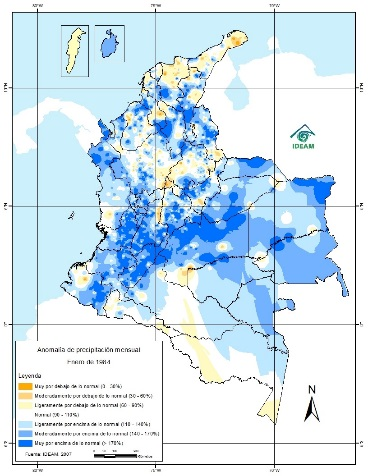 IDEAM
Anomalía de precipitación mensual
Enero de 1984
Leyenda
Muy por debajo de lo normal (0 - 30%)
Moderadamente por debajo de lo normal (30 - 60%)
Ligeramente por debajo de lo normal (60 - 90%)
Normal (90 - 110%)
Ligeramente por encima de lo normal (110 - 140%)
Moderadamente por encima de lo normal (140 - 170%)
Muy por encima de lo normal (> 170%)
Fuente: IDEAM, 2007
N